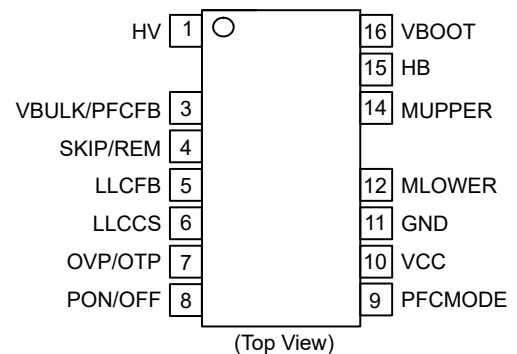 HV 1 16 VBOOT
15 HB
VBULK/PFCFB 3 14 MUPPER
SKIP/REM 4
LLCFB 5 12 MLOWER
LLCCS 6 11 GND
OVP/OTP 7 10 VCC
PON/OFF 8 9 PFCMODE
(Top View)